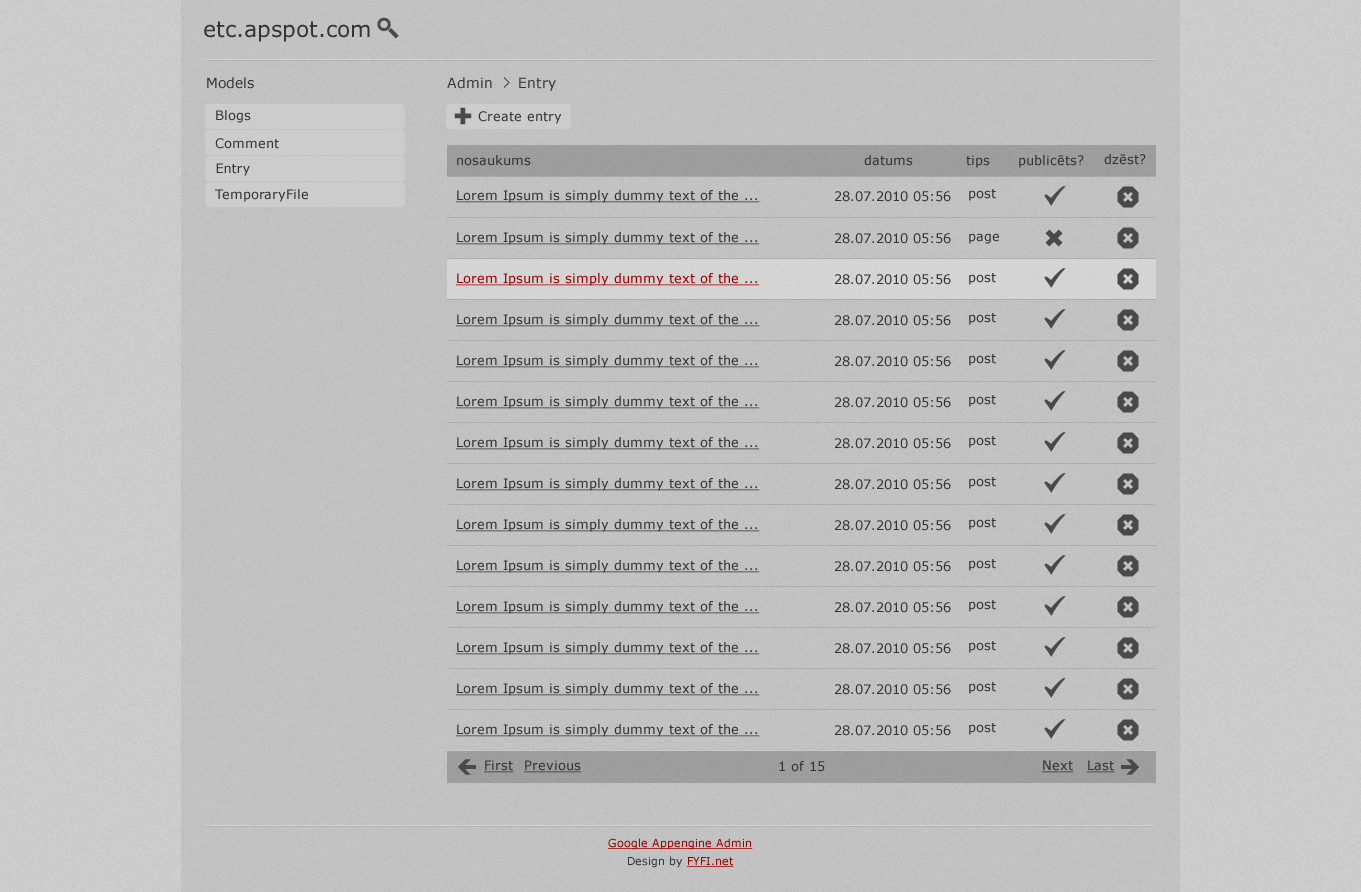 etc.apspot.com
Models
Blogs
Comment
Entry
TemporaryFile
Admin > Entry
Create entry
nosaukums datums tips publicēts? dzēst?
Lorem Ipsum is simply dummy text of the ... 28.07.2010 05:56 post
Lorem Ipsum is simply dummy text of the ... 28.07.2010 05:56 page
Lorem Ipsum is simply dummy text of the ... 28.07.2010 05:56 post
Lorem Ipsum is simply dummy text of the ... 28.07.2010 05:56 post
Lorem Ipsum is simply dummy text of the ... 28.07.2010 05:56 post
Lorem Ipsum is simply dummy text of the ... 28.07.2010 05:56 post
Lorem Ipsum is simply dummy text of the ... 28.07.2010 05:56 post
Lorem Ipsum is simply dummy text of the ... 28.07.2010 05:56 post
Lorem Ipsum is simply dummy text of the ... 28.07.2010 05:56 post
Lorem Ipsum is simply dummy text of the ... 28.07.2010 05:56 post
Lorem Ipsum is simply dummy text of the ... 28.07.2010 05:56 post
Lorem Ipsum is simply dummy text of the ... 28.07.2010 05:56 post
Lorem Ipsum is simply dummy text of the ... 28.07.2010 05:56 post
Lorem Ipsum is simply dummy text of the ... 28.07.2010 05:56 post
First Previous 1 of 15 Next Last
Google Appengine Admin
Design by FYFI.net